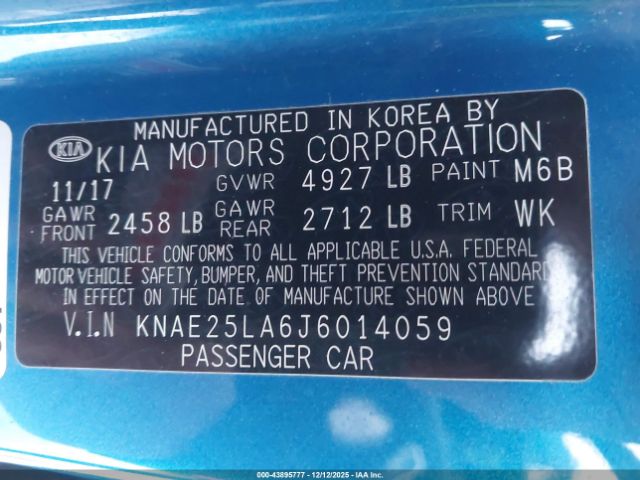 MANUFACTURED IN KOREA BY
KIA KIA MOTORS CORPORATION
11/17 GVWR 4927 LB PAINT M6B
GAWR FRONT 2458 LB GAWR REAR 2712 LB TRIM WK
THIS VEHICLE CONFORMS TO ALL APPLICABLE U.S.A. FEDERAL
MOTOR VEHICLE SAFETY, BUMPER, AND THEFT PREVENTION STANDARDS
IN EFFECT ON THE DATE OF MANUFACTURE SHOWN ABOVE
V.I.N KNAE25LA6J6014059
PASSENGER CAR
000-43895777 - 12/12/2025 - IAAI.COM